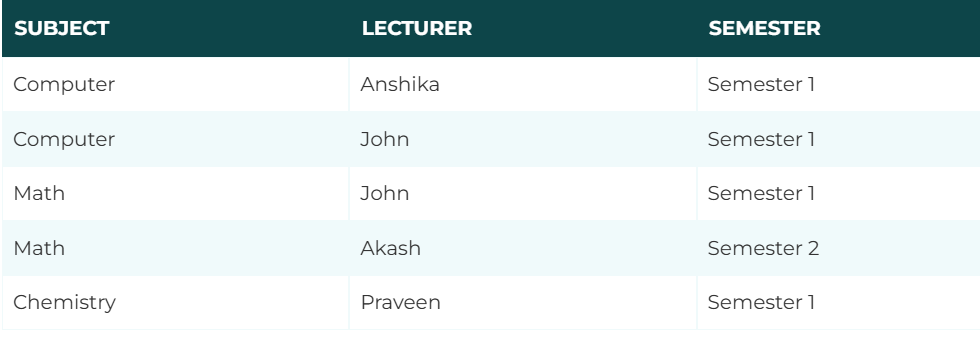 SUBJECT LECTURER SEMESTER
Computer Anshika Semester 1
Computer John Semester 1
Math John Semester 1
Math Akash Semester 2
Chemistry Praveen Semester 1